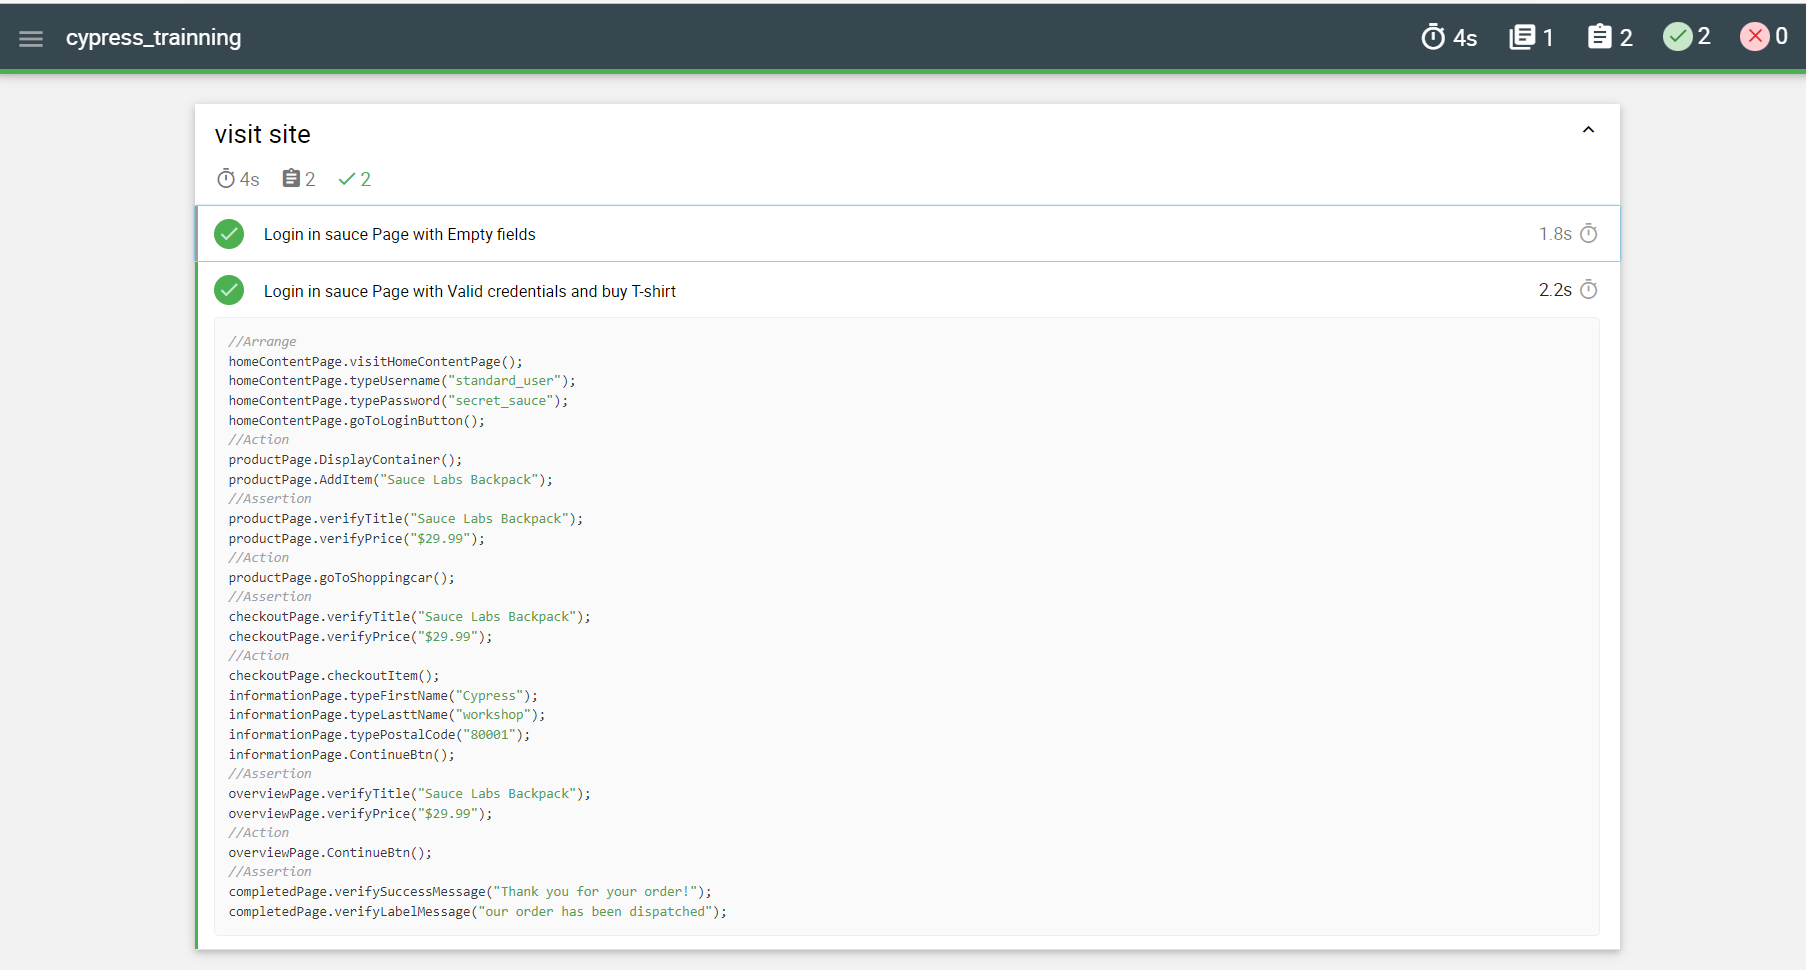 cypress_trainning
4s 1 2 2 0
visit site
4s 2 2
Login in sauce Page with Empty fields 1.8s
Login in sauce Page with Valid credentials and buy T-shirt 2.2s
//Arrange
homeContentPage.visitHomeContentPage();
homeContentPage.typeUsername("standard_user");
homeContentPage.typePassword("secret_sauce");
homeContentPage.goToLoginButton();
//Action
productPage.DisplayContainer();
productPage.AddItem("Sauce Labs Backpack");
//Assertion
productPage.verifyTitle("Sauce Labs Backpack");
productPage.verifyPrice("$29.99");
//Action
productPage.goToShoppingcar();
//Assertion
checkoutPage.verifyTitle("Sauce Labs Backpack");
checkoutPage.verifyPrice("$29.99");
//Action
checkoutPage.checkoutItem();
informationPage.typeFirstName("Cypress");
informationPage.typeLasttName("workshop");
informationPage.typePostalCode("80001");
informationPage.ContinueBtn();
//Assertion
overviewPage.verifyTitle("Sauce Labs Backpack");
overviewPage.verifyPrice("$29.99");
//Action
overviewPage.ContinueBtn();
//Assertion
completedPage.verifySuccessMessage("Thank you for your order!");
completedPage.verifyLabelMessage("our order has been dispatched");